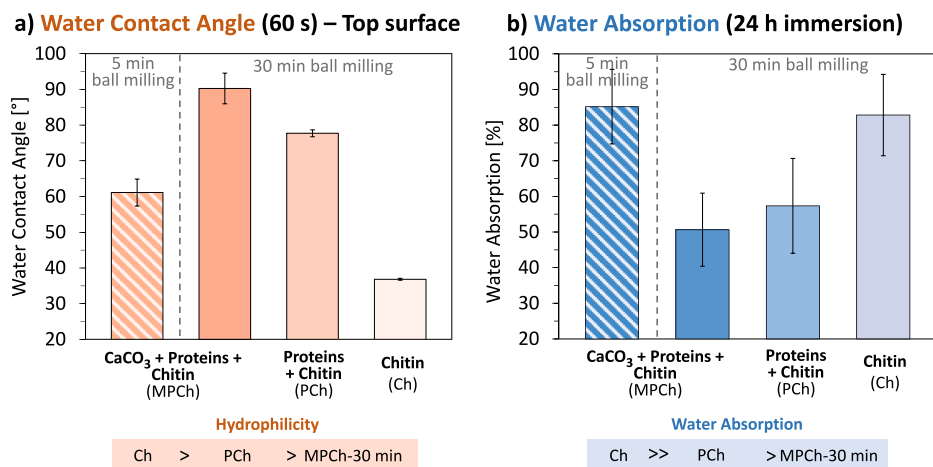 a) Water Contact Angle (60 s) – Top surface
5 min
ball milling
30 min ball milling
Water Contact Angle [°]
100
90
80
70
60
50
40
30
20
CaCO₃ + Proteins +
Chitin
(MPCh)
Proteins
+ Chitin
(PCh)
Chitin
(Ch)
Hydrophilicity
Ch > PCh > MPCh-30 min
b) Water Absorption (24 h immersion)
5 min
ball milling
30 min ball milling
Water Absorption [%]
100
90
80
70
60
50
40
30
20
CaCO₃ + Proteins +
Chitin
(MPCh)
Proteins
+ Chitin
(PCh)
Chitin
(Ch)
Water Absorption
Ch >> PCh > MPCh-30 min